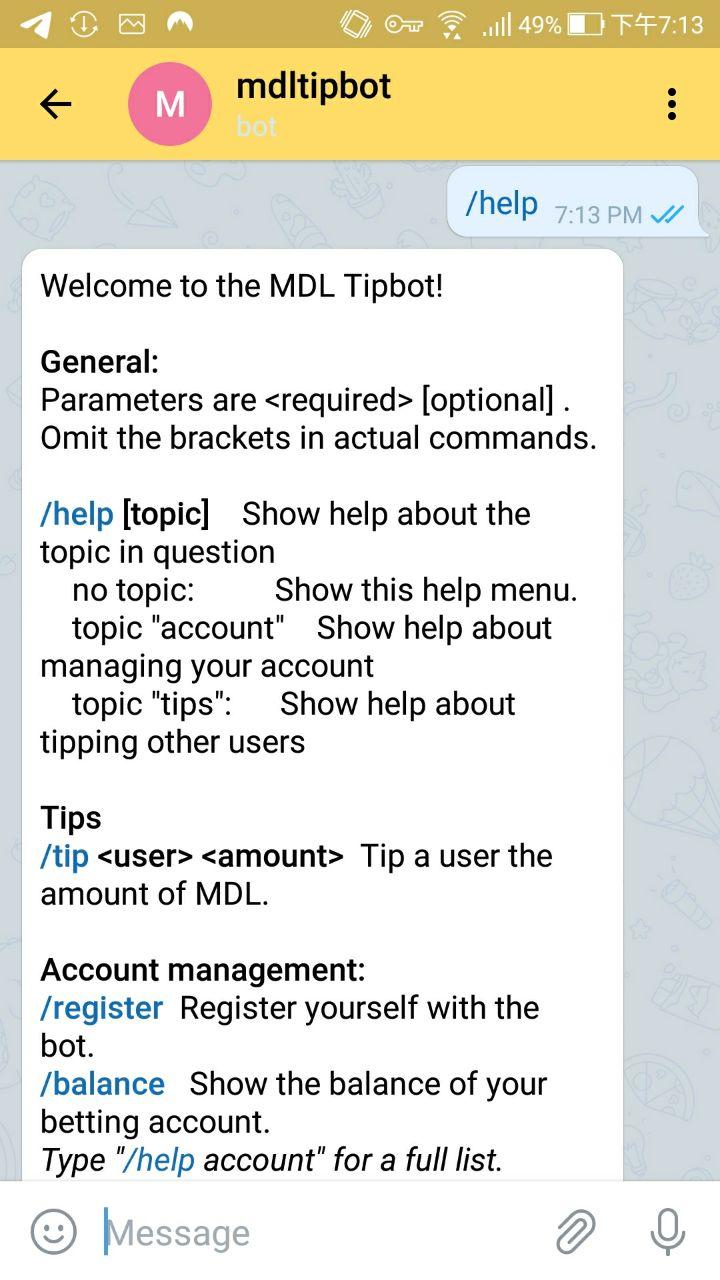 49% 下午7:13
M
mdltipbot
bot
/help 7:13 PM
Welcome to the MDL Tipbot!
General:
Parameters are <required> [optional] .
Omit the brackets in actual commands.
/help [topic] Show help about the
topic in question
no topic: Show this help menu.
topic "account" Show help about
managing your account
topic "tips": Show help about
tipping other users
Tips
/tip <user> <amount> Tip a user the
amount of MDL.
Account management:
/register Register yourself with the
bot.
/balance Show the balance of your
betting account.
Type "/help account" for a full list.
Message